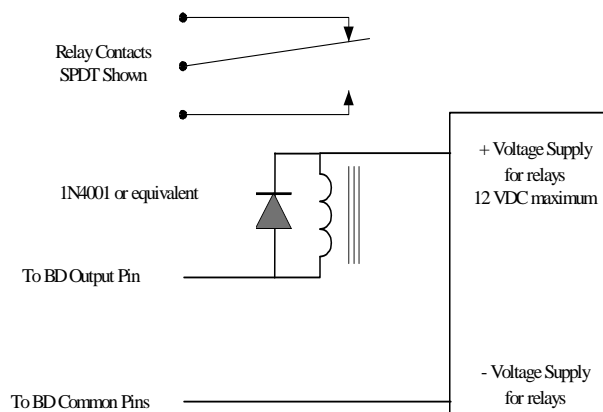 Relay Contacts
SPDT Shown
+ Voltage Supply
for relays
12 VDC maximum
1N4001 or equivalent
To BD Output Pin
- Voltage Supply
for relays
To BD Common Pins